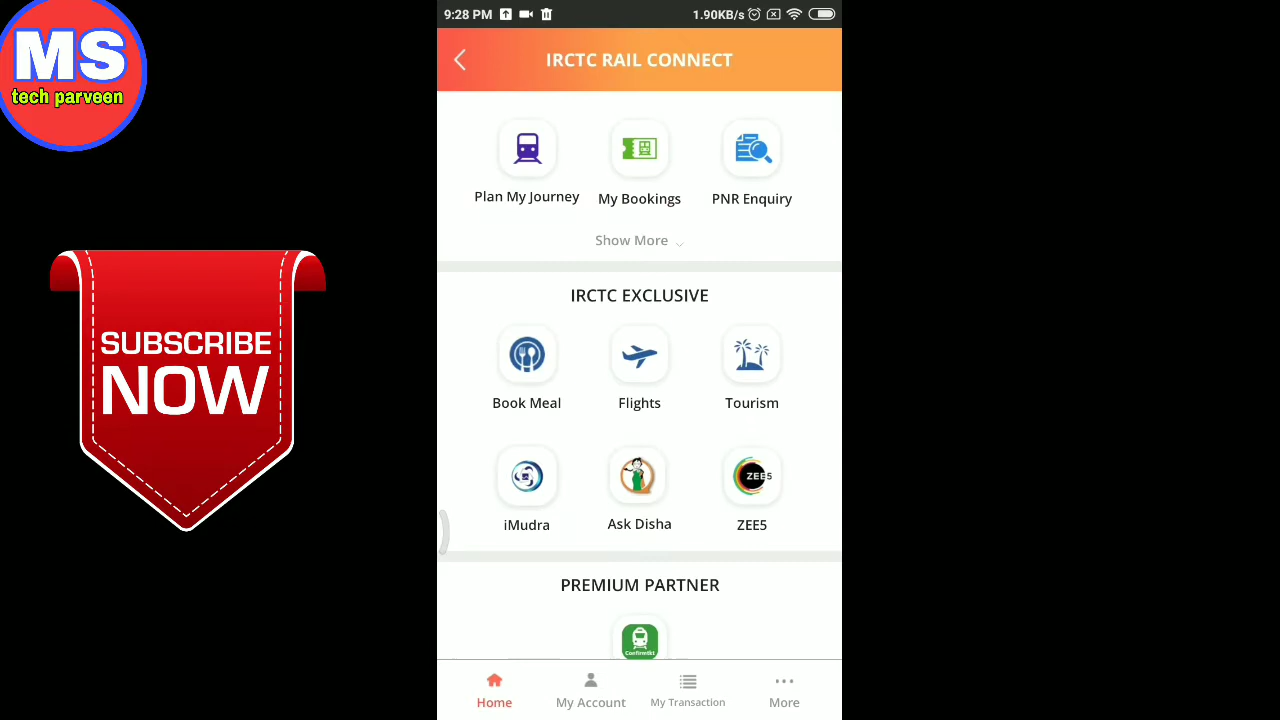 MS
tech parveen
SUBSCRIBE
NOW
9:28 PM
1.90KB/s
IRCTC RAIL CONNECT
Plan My Journey
My Bookings
PNR Enquiry
Show More
IRCTC EXCLUSIVE
Book Meal
Flights
Tourism
iMudra
Ask Disha
ZEE5
ZEE5
PREMIUM PARTNER
Confirmtkt
Home
My Account
My Transaction
More